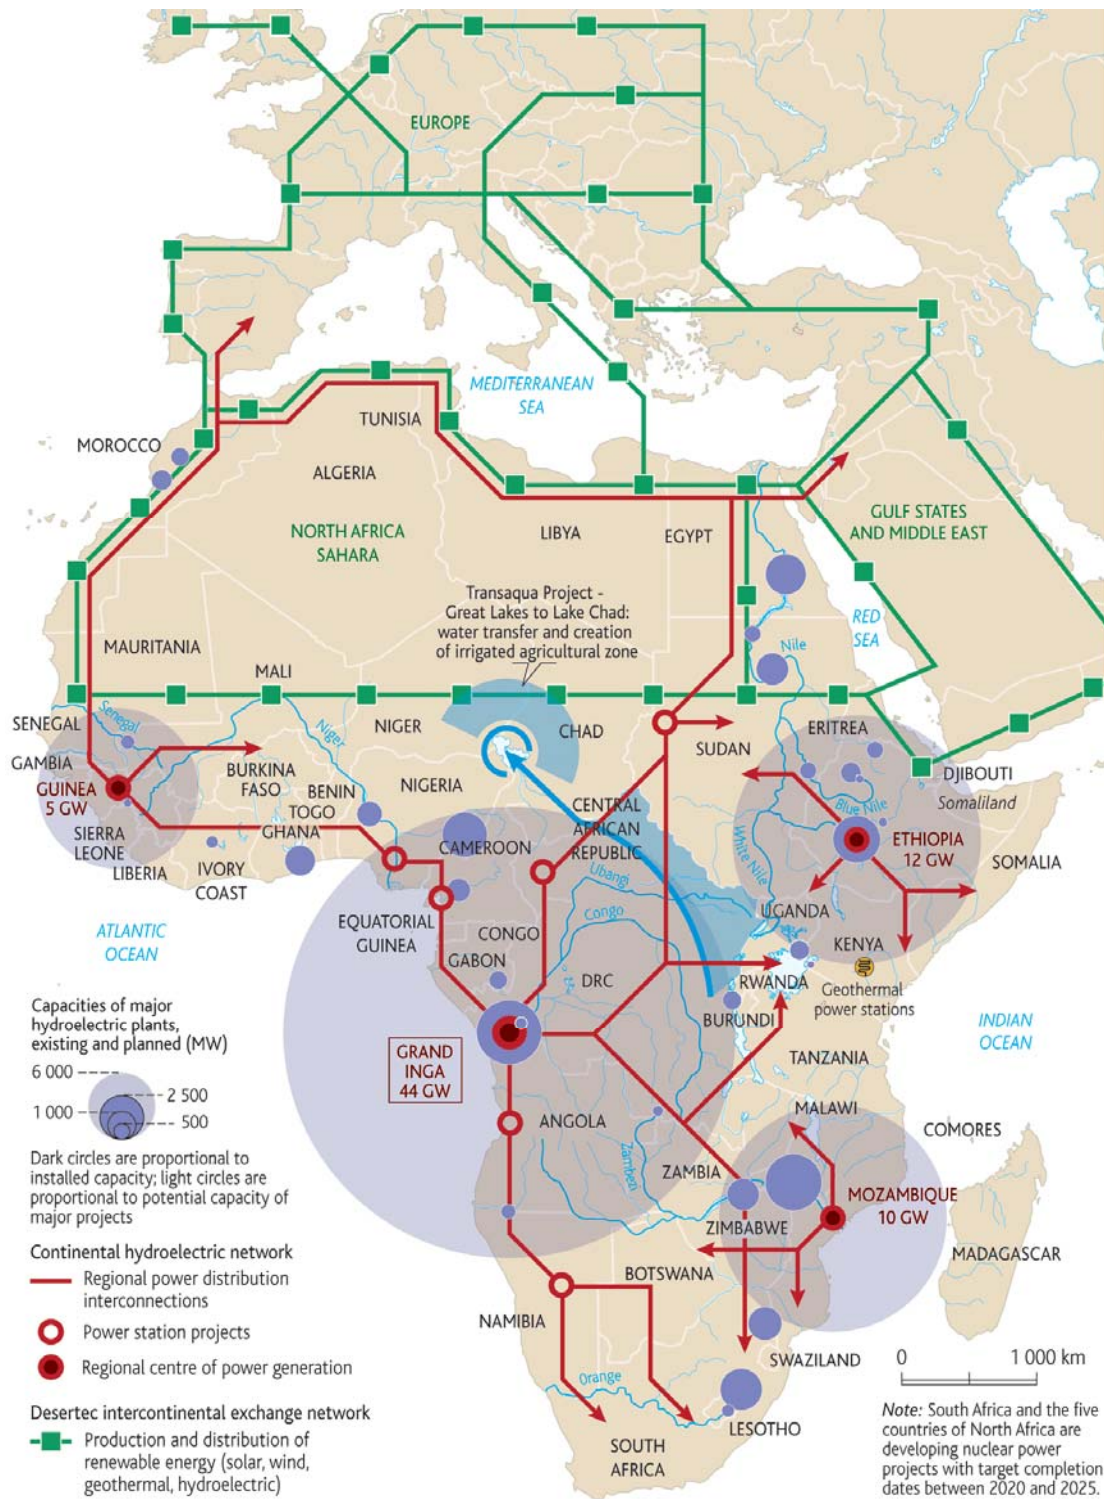 EUROPE
MEDITERRANEAN
SEA
MOROCCO
TUNISIA
ALGERIA
NORTH AFRICA
SAHARA
LIBYA
EGYPT
GULF STATES
AND MIDDLE EAST
Transaqua Project -
Great Lakes to Lake Chad:
water transfer and creation
of irrigated agricultural zone
RED
SEA
MAURITANIA
MALI
Nile
NIGER
CHAD
SENEGAL
Senegal
Niger
SUDAN
ERITREA
GAMBIA
GUINEA
5 GW
BURKINA
FASO
BENIN
TOGO
GHANA
NIGERIA
DJIBOUTI
Somaliland
Blue Nile
SIERRA
LEONE
LIBERIA
IVORY
COAST
CAMEROON
CENTRAL
AFRICAN
REPUBLIC
White Nile
ETHIOPIA
12 GW
SOMALIA
Ubangi
ATLANTIC
OCEAN
EQUATORIAL
GUINEA
CONGO
Congo
UGANDA
KENYA
GABON
DRC
RWANDA
Geothermal
power stations
BURUNDI
INDIAN
OCEAN
GRAND
INGA
44 GW
TANZANIA
ANGOLA
MALAWI
COMORES
Zambezi
ZAMBIA
MOZAMBIQUE
10 GW
ZIMBABWE
MADAGASCAR
BOTSWANA
NAMIBIA
SWAZILAND
Orange
LESOTHO
SOUTH
AFRICA
Capacities of major
hydroelectric plants,
existing and planned (MW)
6 000
2 500
1 000
500
Dark circles are proportional to
installed capacity; light circles are
proportional to potential capacity of
major projects
Continental hydroelectric network
Regional power distribution
interconnections
Power station projects
Regional centre of power generation
Desertec intercontinental exchange network
Production and distribution of
renewable energy (solar, wind,
geothermal, hydroelectric)
0 1 000 km
Note: South Africa and the five
countries of North Africa are
developing nuclear power
projects with target completion
dates between 2020 and 2025.